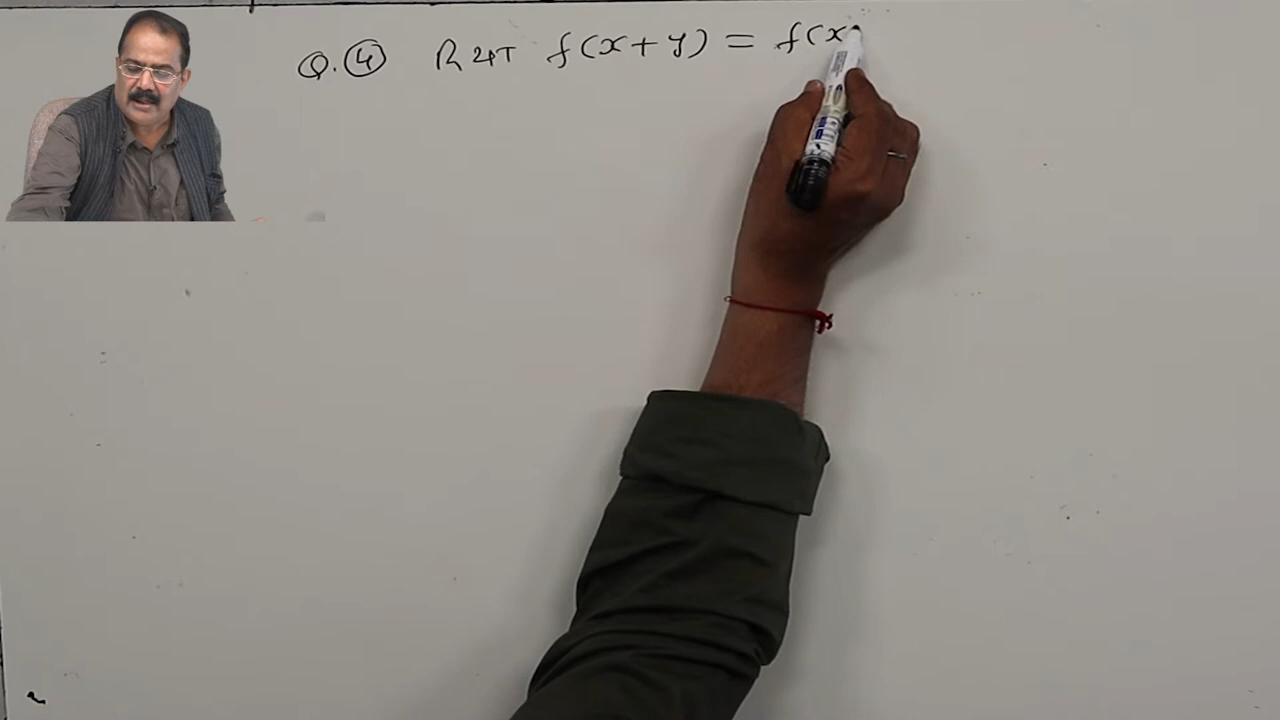 Q. ④ यदि f(x+y) = f(x